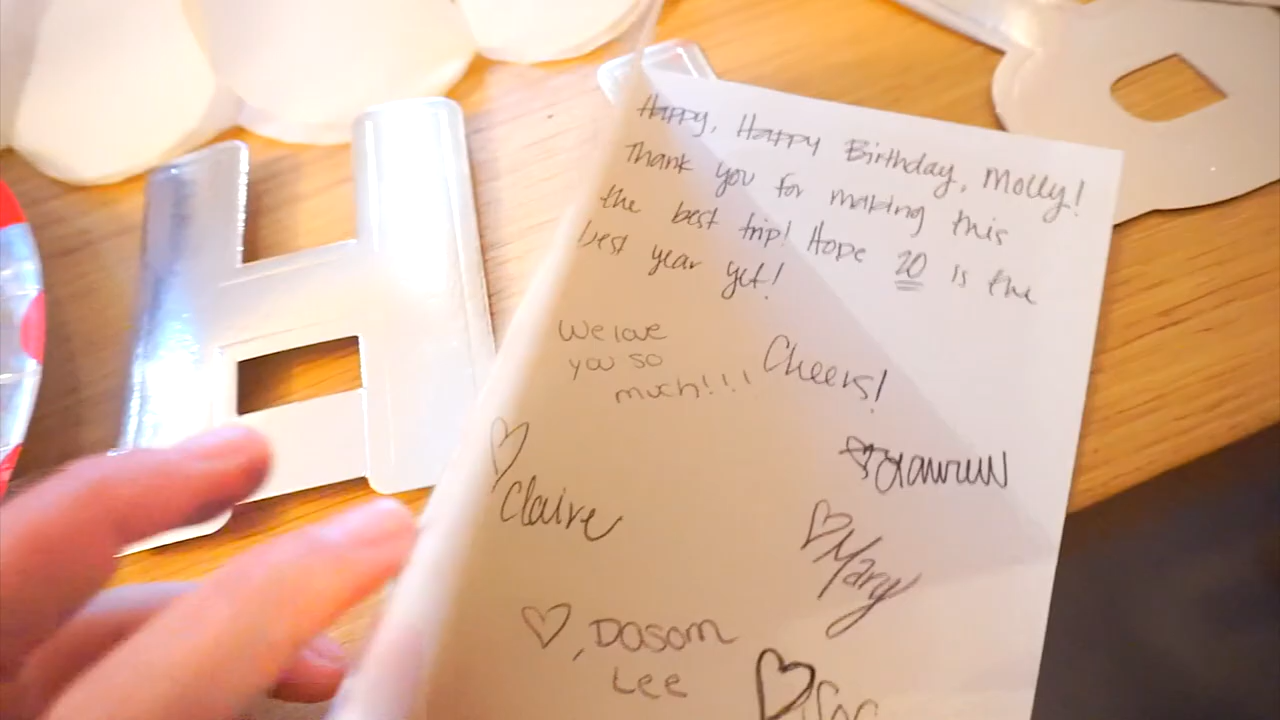 Happy, Happy Birthday, Molly!
Thank you for making this
the best trip! Hope 20 is the
best year yet!
We love
you so
much!!!!
Cheers!
Claire
Mary
, Dasom
Lee